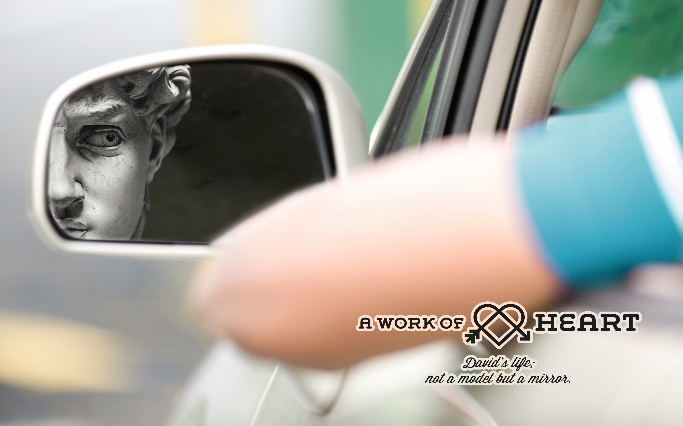 A WORK OF HEART
David's life;
not a model but a mirror.